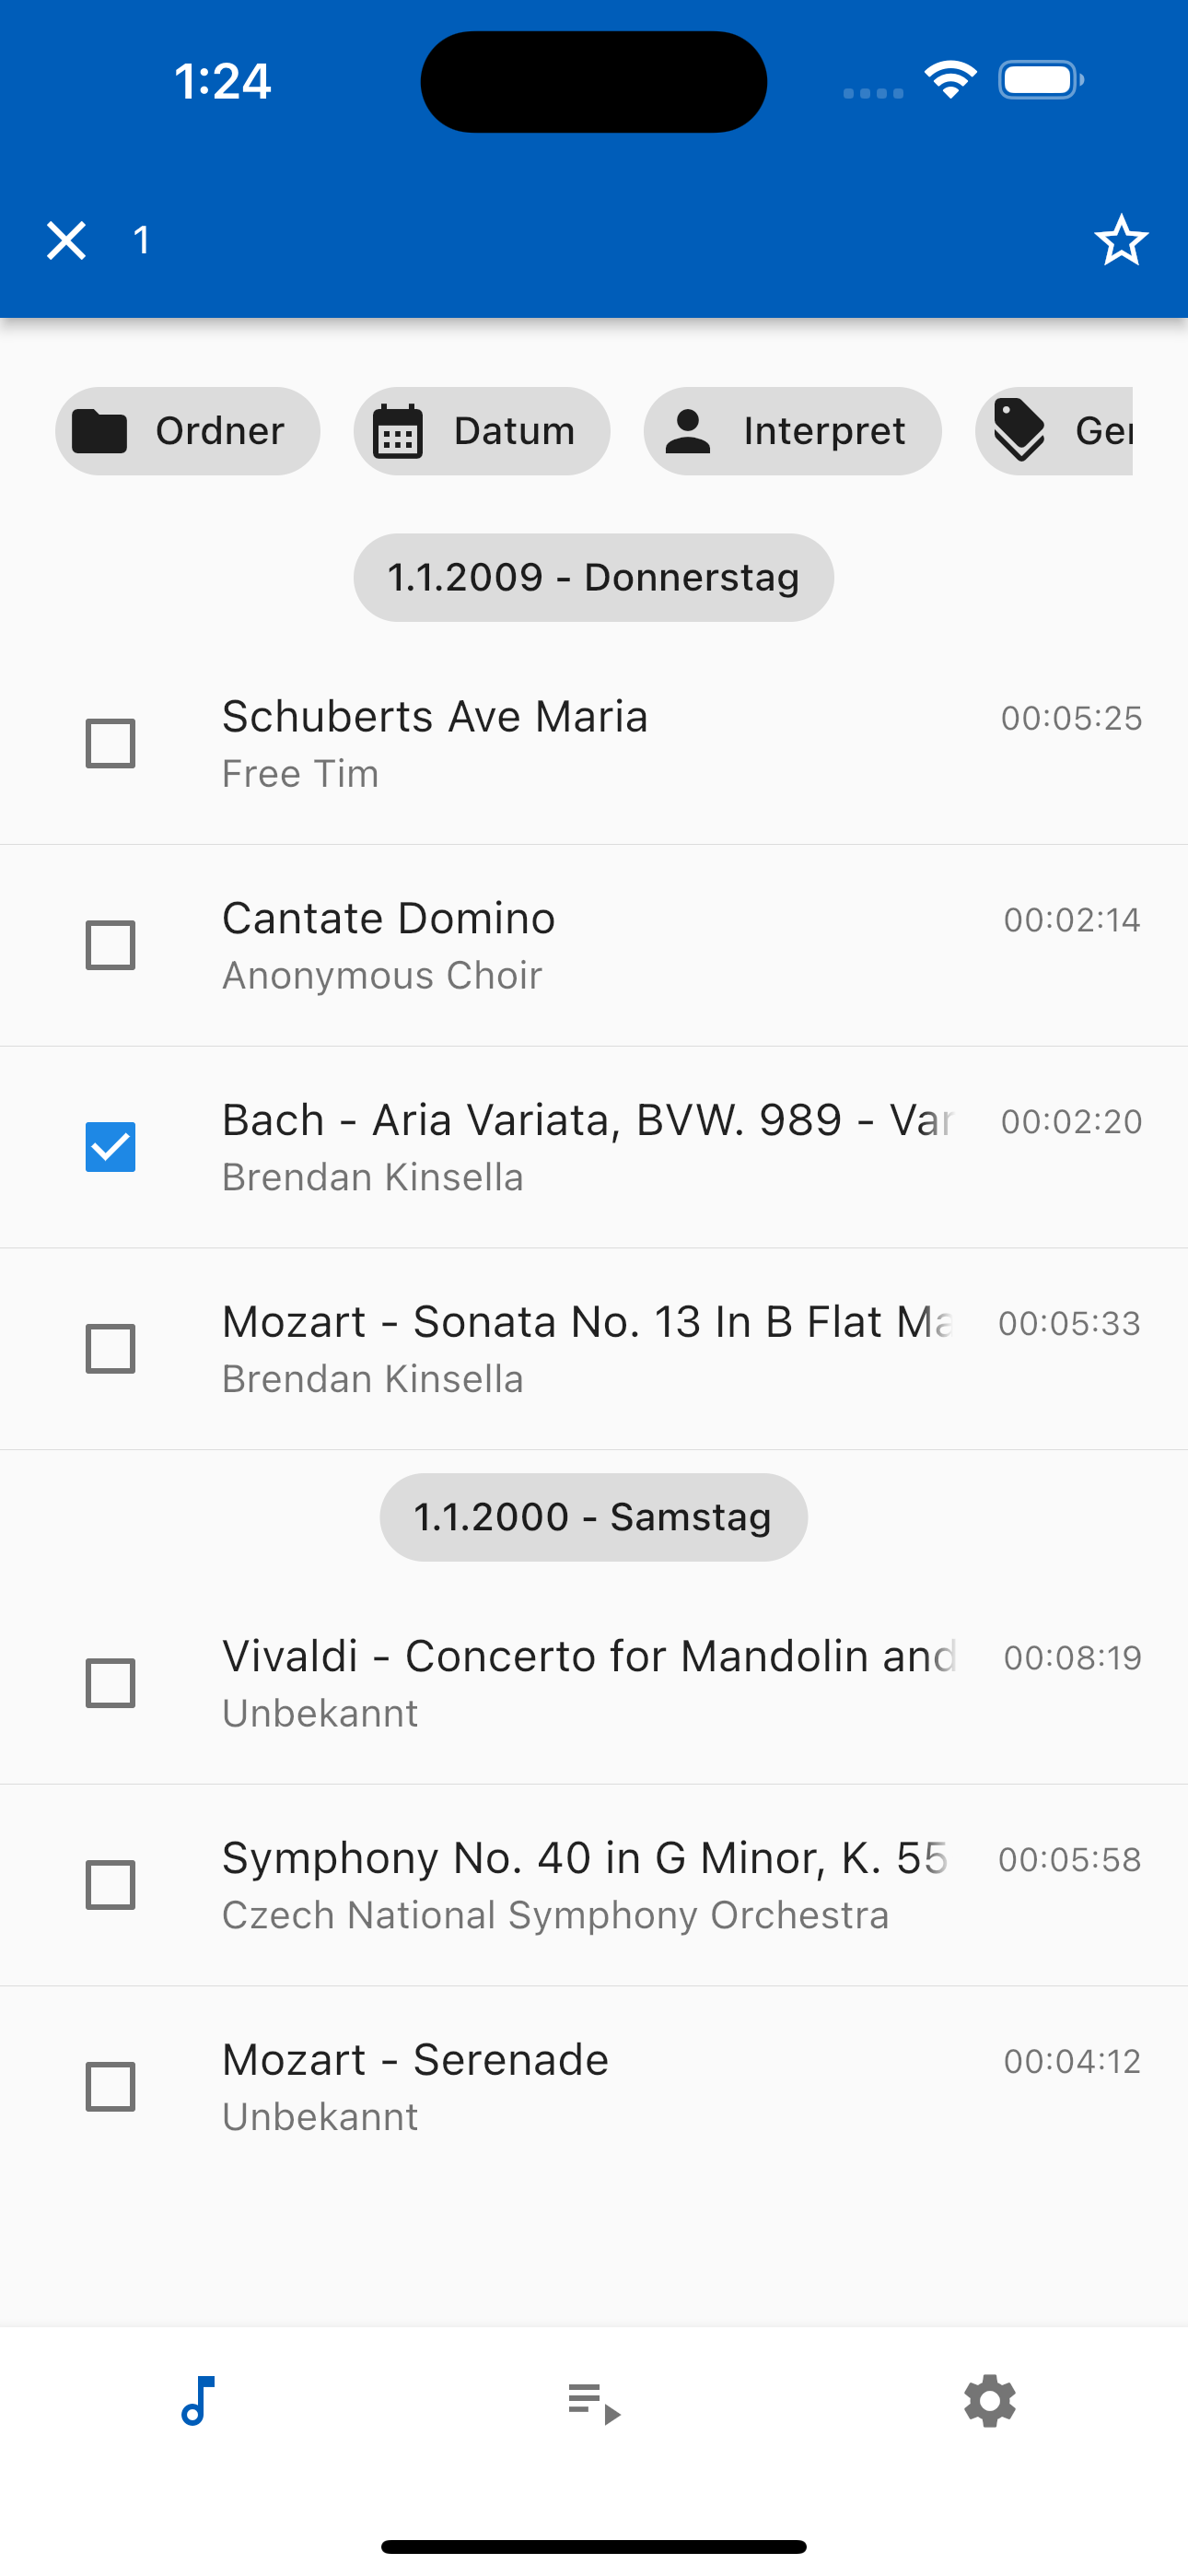 1:24
1
Ordner Datum Interpret
1.1.2009 - Donnerstag
Schuberts Ave Maria 00:05:25
Free Tim
Cantate Domino 00:02:14
Anonymous Choir
Bach - Aria Variata, BVW. 989 - Var 00:02:20
Brendan Kinsella
Mozart - Sonata No. 13 In B Flat Ma 00:05:33
Brendan Kinsella
1.1.2000 - Samstag
Vivaldi - Concerto for Mandolin and 00:08:19
Unbekannt
Symphony No. 40 in G Minor, K. 55 00:05:58
Czech National Symphony Orchestra
Mozart - Serenade 00:04:12
Unbekannt